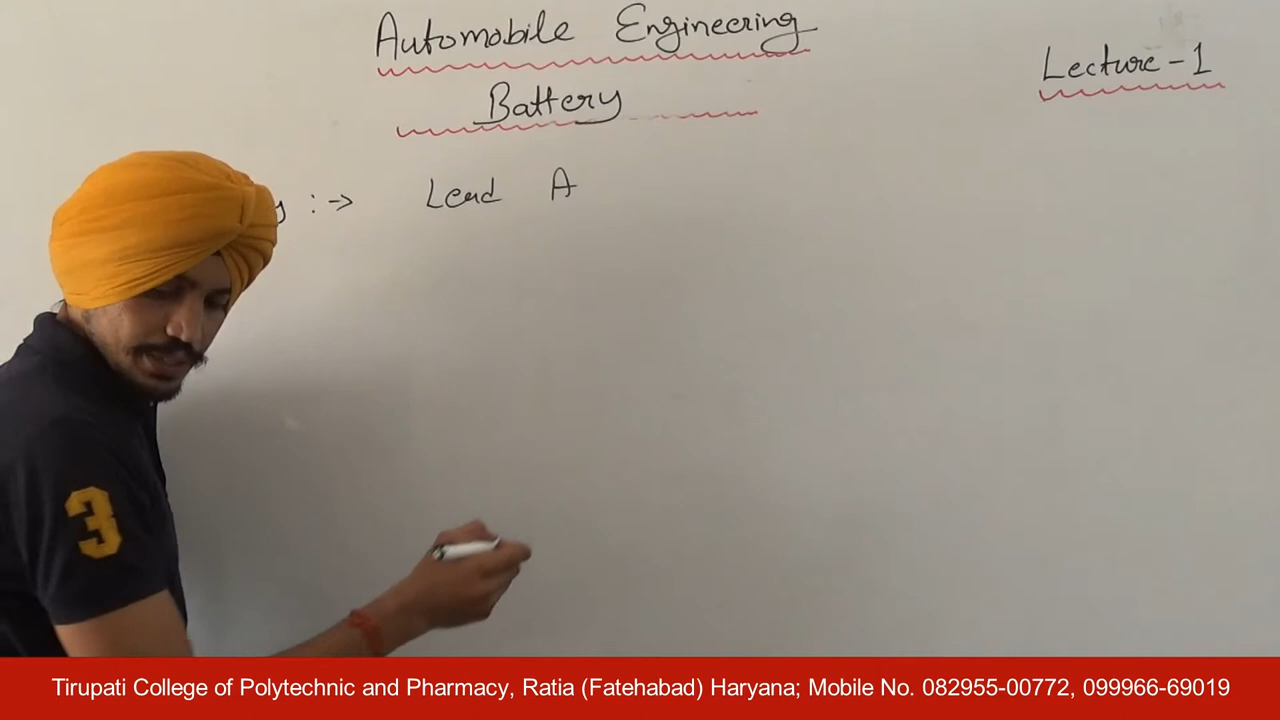 Automobile Engineering
Lecture - 1
Battery
:→ Lead A
3
Tirupati College of Polytechnic and Pharmacy, Ratia (Fatehabad) Haryana; Mobile No. 082955-00772, 099966-69019